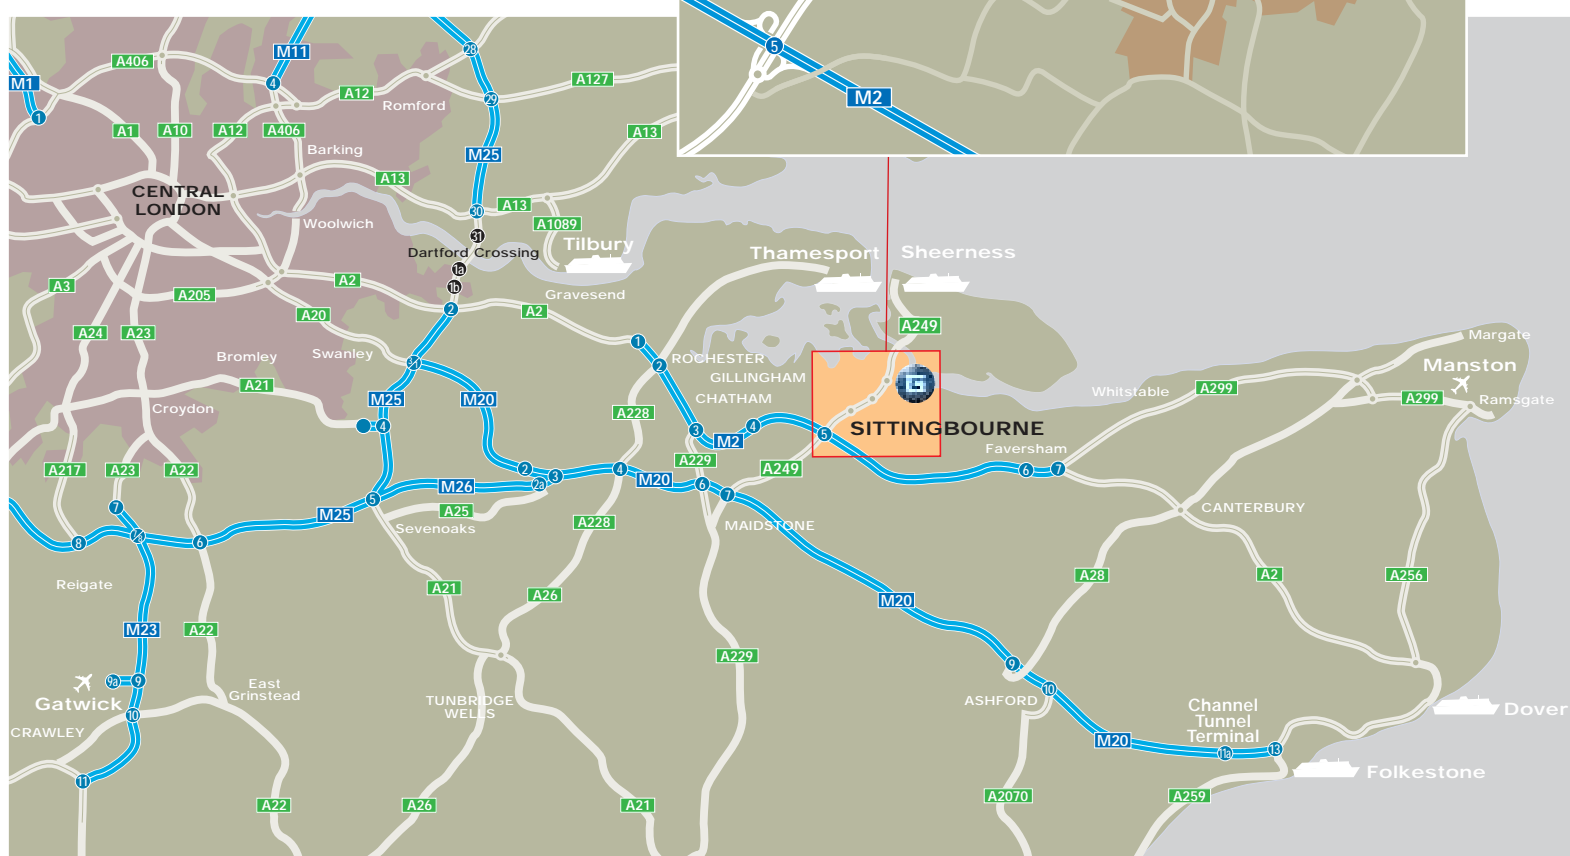 5
M2
M11
28
A406
M1
4
A12
A127
29
Romford
1
A1
A10
A12
A406
A13
Barking
M25
A13
CENTRAL
LONDON
30
A13
Woolwich
A1089
31
Tilbury
Dartford Crossing
Thamesport
Sheerness
1a
A3
A205
A2
1b
Gravesend
2
A2
A20
A249
A24
A23
1
Margate
Bromley
Swanley
2
ROCHESTER
GILLINGHAM
Manston
A21
Whitstable
A299
M25
M20
CHATHAM
A299
Ramsgate
Croydon
A228
4
3
4
5
SITTINGBOURNE
M2
Faversham
A217
A23
A22
2
3
4
A229
A249
6
7
M26
2a
M20
6
7
5
7
A25
CANTERBURY
M25
Sevenoaks
A228
MAIDSTONE
8
6
Reigate
A21
A26
A28
A2
A256
M20
M23
A22
A229
9
9a
9
Gatwick
East
Grinstead
10
TUNBRIDGE
WELLS
ASHFORD
10
Channel
Tunnel
Terminal
Dover
CRAWLEY
M20
11a
13
11
Folkestone
A22
A26
A21
A2070
A259